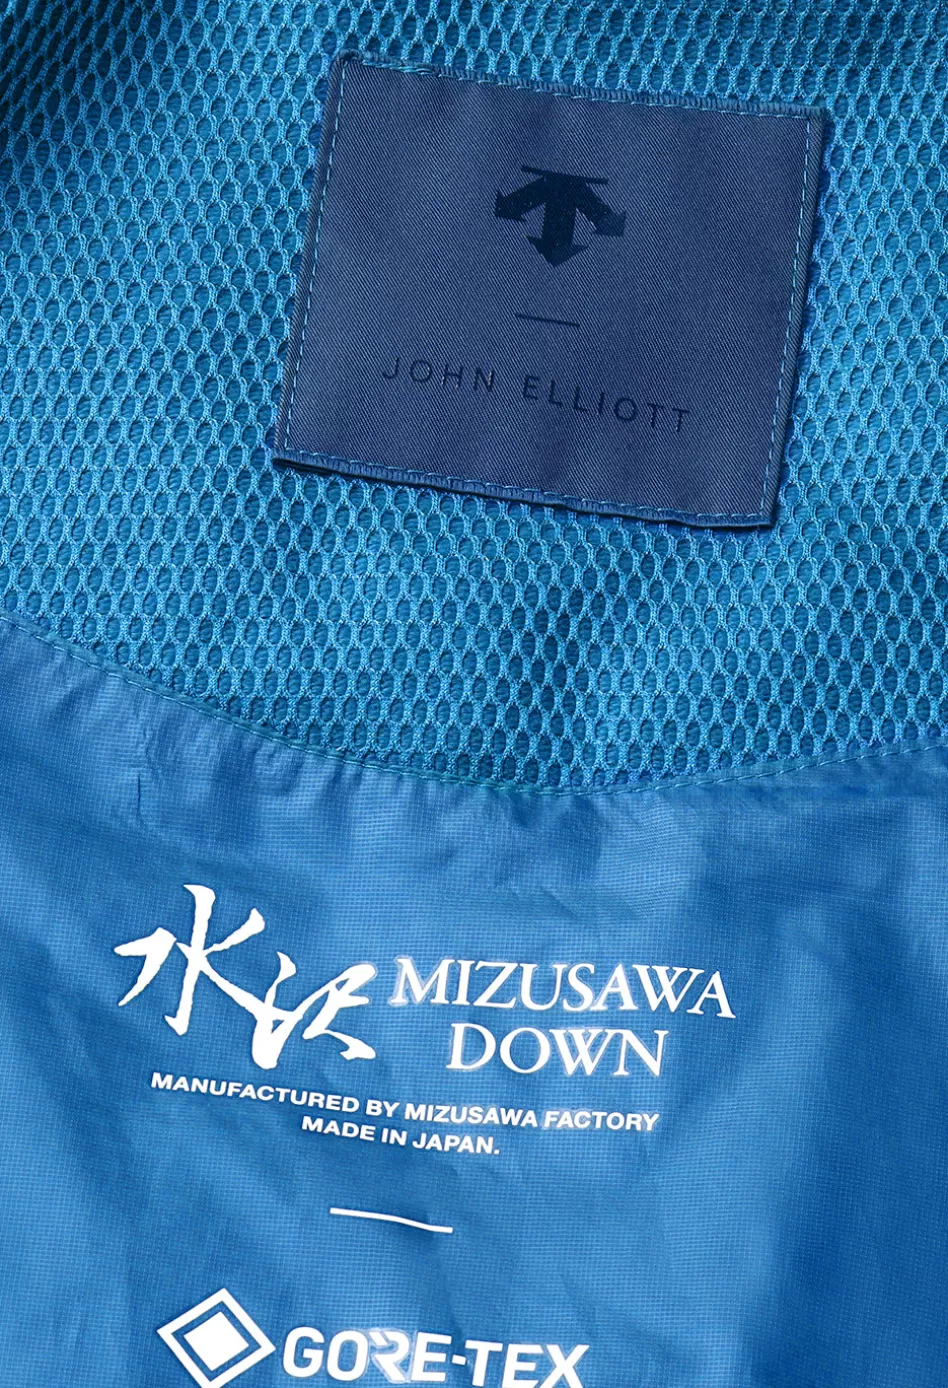 JOHN ELLIOTT
水沢 MIZUSAWA
DOWN
MANUFACTURED BY MIZUSAWA FACTORY
MADE IN JAPAN.
GORE-TEX